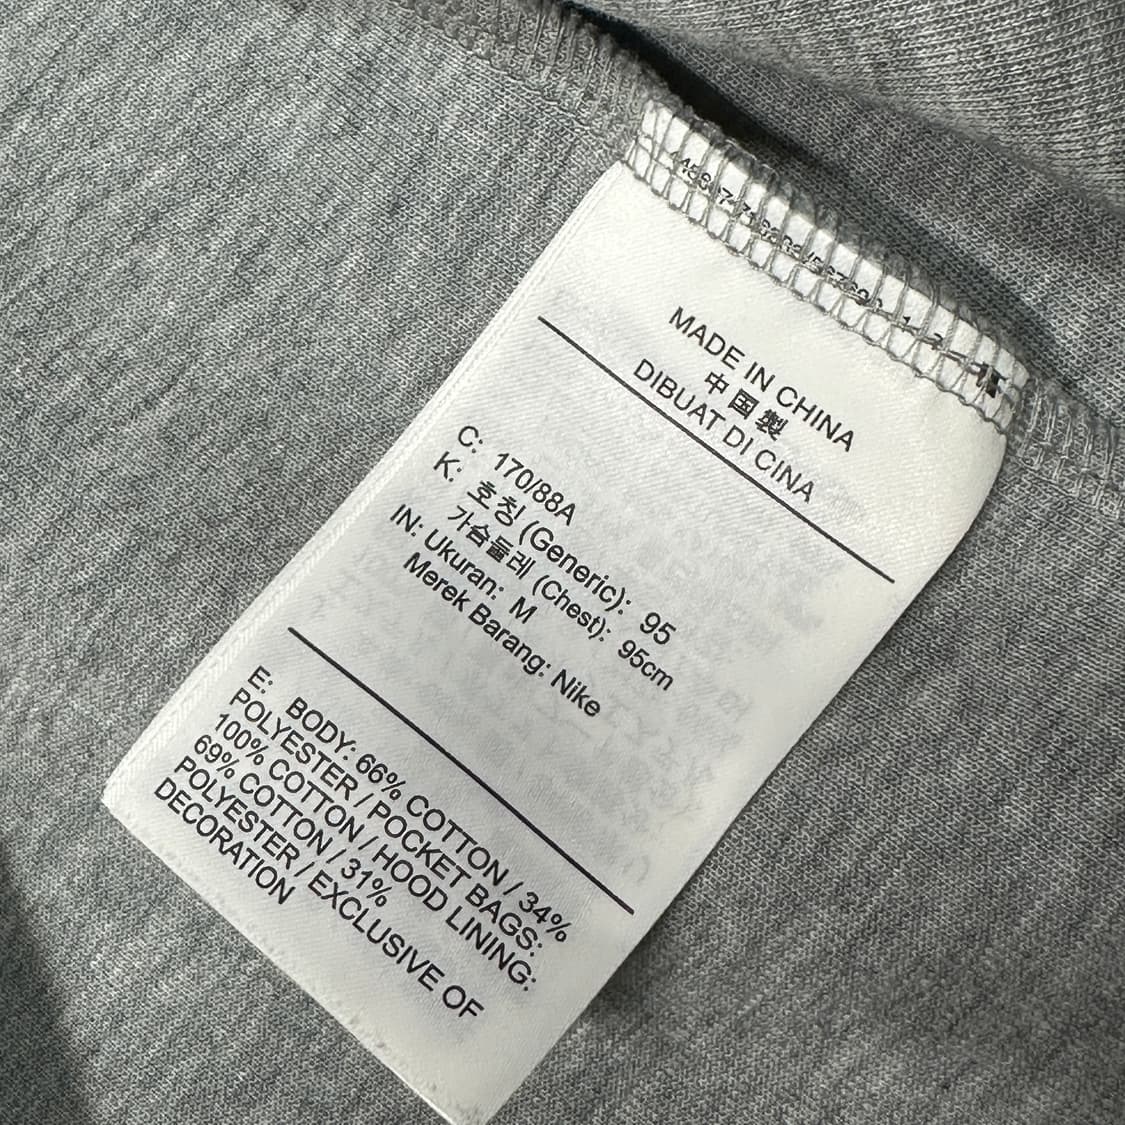 MADE IN CHINA
中国製
DIBUAT DI CINA
C: 170/88A
K: 호칭 (Generic): 95
가슴둘레 (Chest): 95cm
IN: Ukuran: M
Merek Barang: Nike
E: BODY: 66% COTTON / 34%
POLYESTER / POCKET BAGS:
100% COTTON / HOOD LINING:
69% COTTON / 31%
POLYESTER / EXCLUSIVE OF
DECORATION